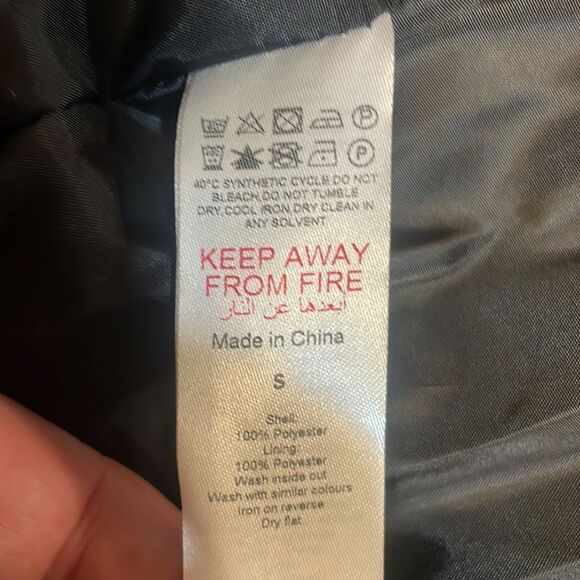 40°C SYNTHETIC CYCLE.DO NOT
BLEACH.DO NOT TUMBLE
DRY.COOL IRON.DRY CLEAN IN
ANY SOLVENT
KEEP AWAY
FROM FIRE
ابعدها عن النار
Made in China
S
Shell:
100% Polyester
Lining:
100% Polyester
Wash inside out
Wash with similar colours
Iron on reverse
Dry flat